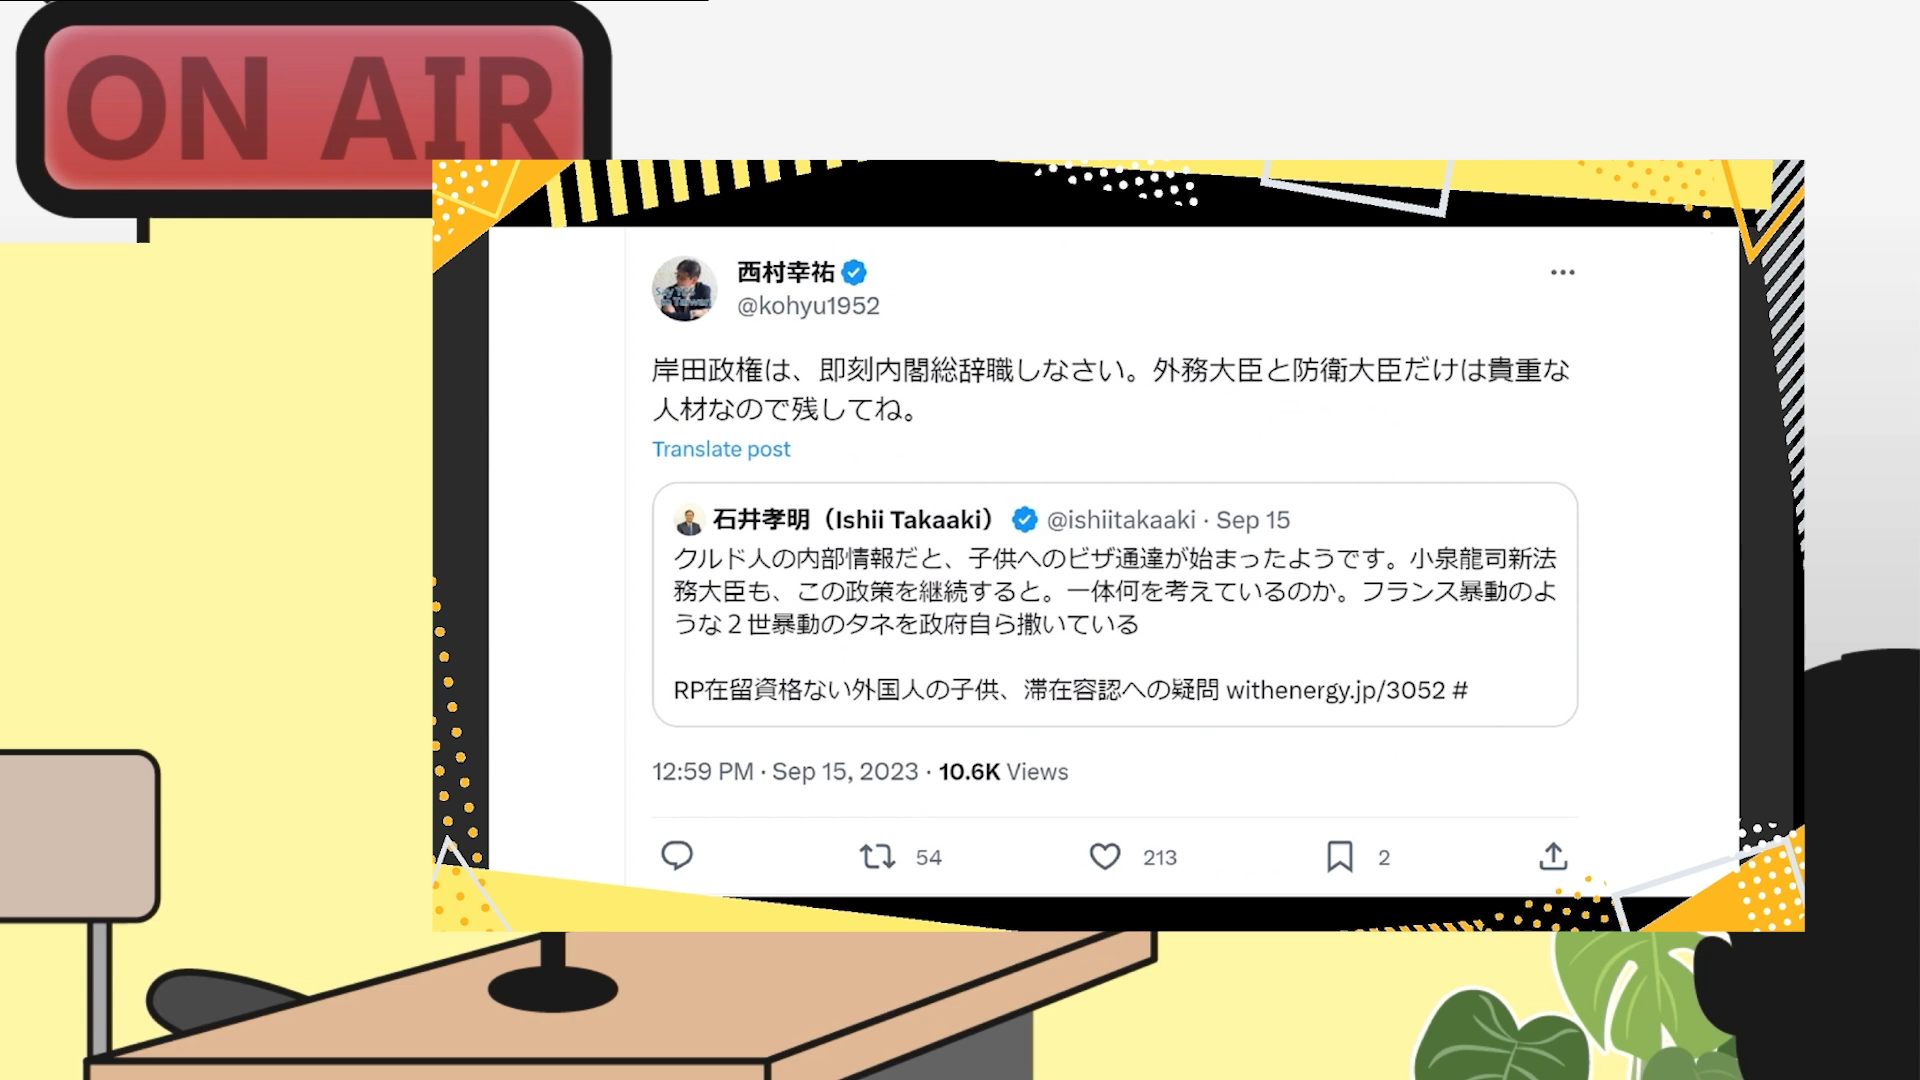 ON AIR
西村幸祐
@kohyu1952
岸田政権は、即刻内閣総辞職しなさい。外務大臣と防衛大臣だけは貴重な
人材なので残してね。
Translate post
石井孝明（Ishii Takaaki） @ishiitakaaki · Sep 15
クルド人の内部情報だと、子供へのビザ通達が始まったようです。小泉龍司新法
務大臣も、この政策を継続すると。一体何を考えているのか。フランス暴動のよ
うな２世暴動のタネを政府自ら撒いている
RP在留資格ない外国人の子供、滞在容認への疑問 withenergy.jp/3052 #
12:59 PM · Sep 15, 2023 · 10.6K Views
54 213 2